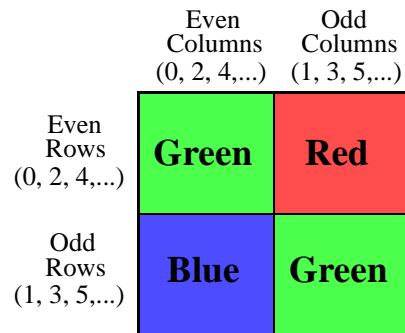 Even Odd
Columns Columns
(0, 2, 4,...) (1, 3, 5,...)
Even
Rows
(0, 2, 4,...)
Green Red
Odd
Rows
(1, 3, 5,...)
Blue Green